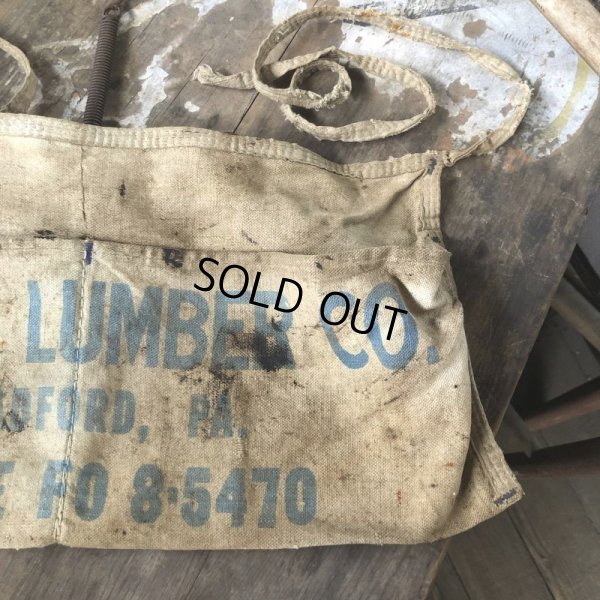 LUMBER CO.
DFORD, PA.
E FO 8-5470
SOLD OUT